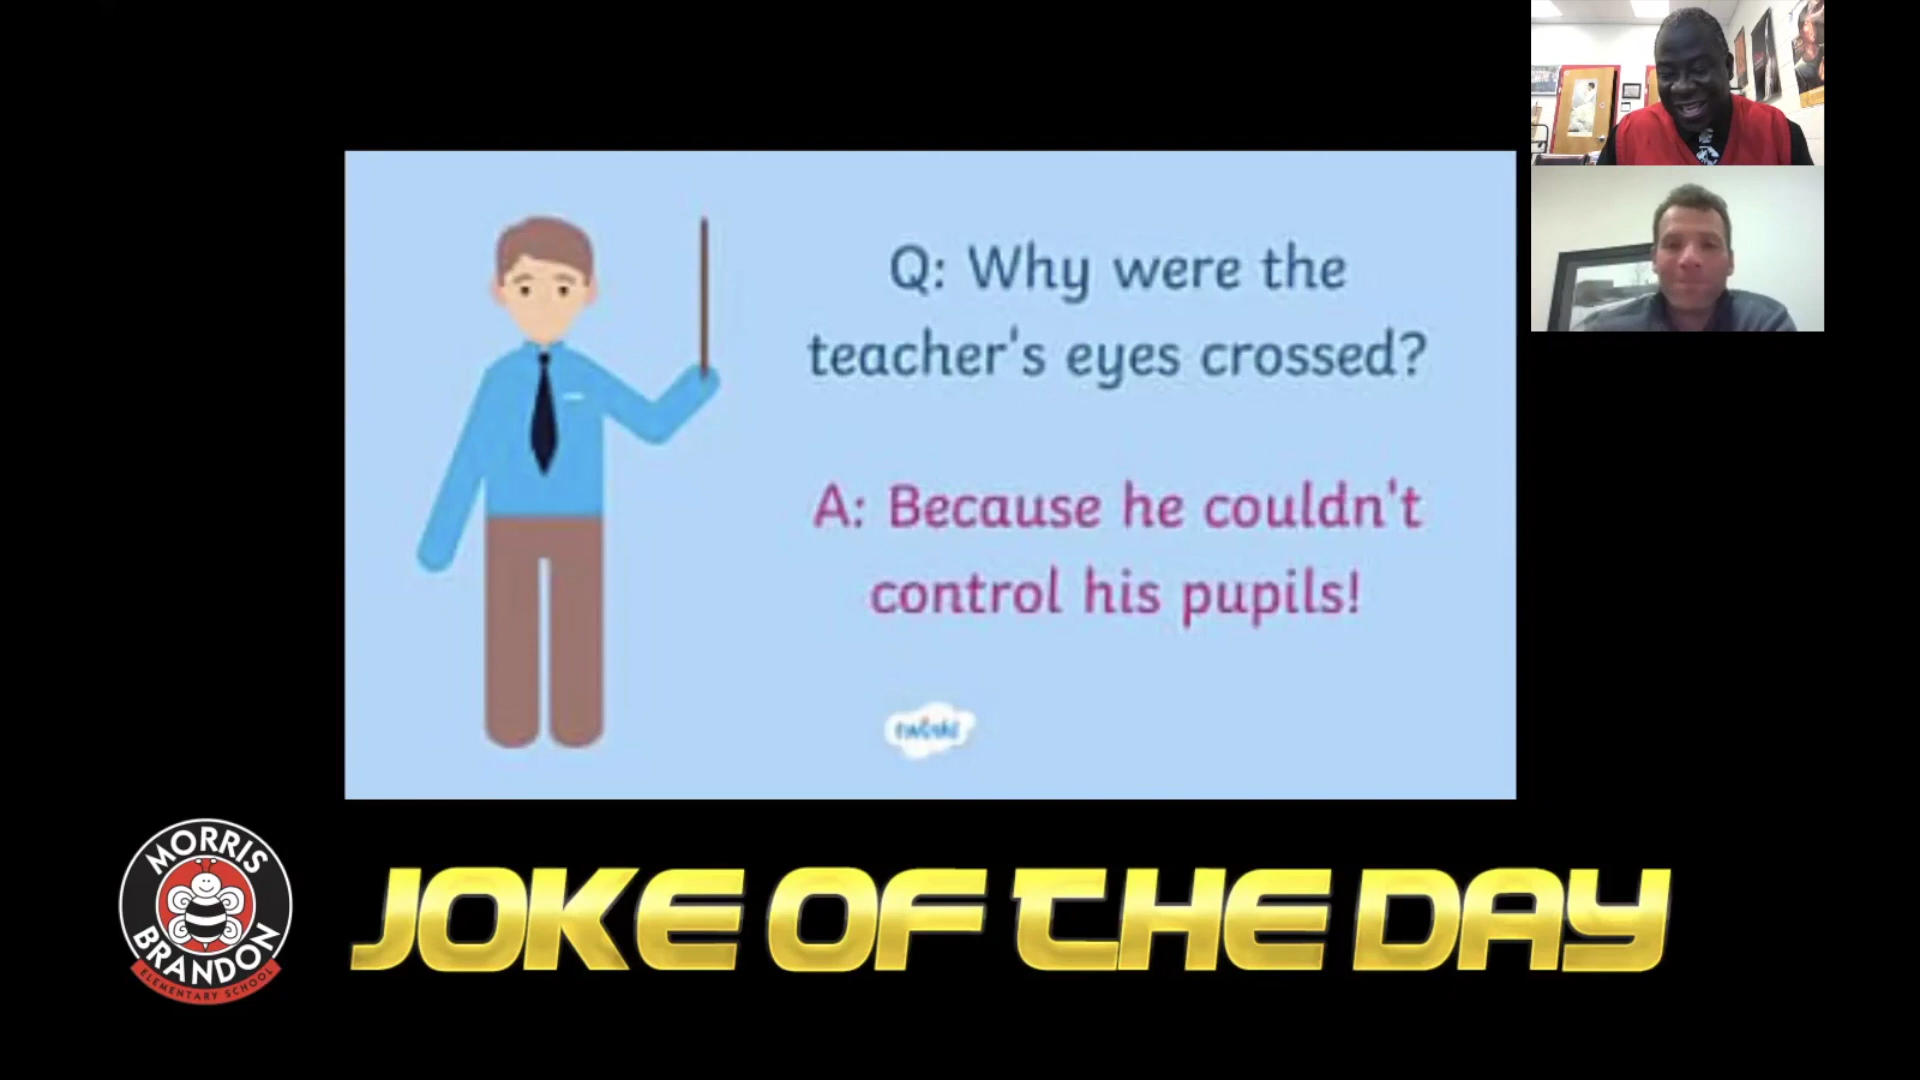 Q: Why were the
teacher's eyes crossed?
A: Because he couldn't
control his pupils!
twinkl
MORRIS
BRANDON
ELEMENTARY SCHOOL
JOKE OF THE DAY